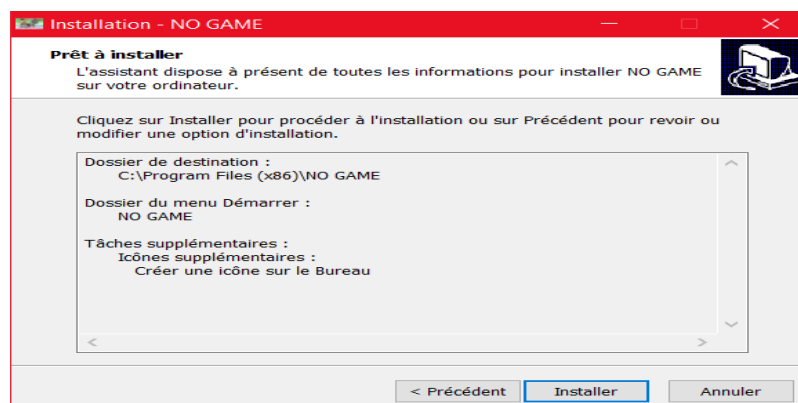 Installation - NO GAME
Prêt à installer
L'assistant dispose à présent de toutes les informations pour installer NO GAME
sur votre ordinateur.
Cliquez sur Installer pour procéder à l'installation ou sur Précédent pour revoir ou
modifier une option d'installation.
Dossier de destination :
C:\Program Files (x86)\NO GAME
Dossier du menu Démarrer :
NO GAME
Tâches supplémentaires :
Icônes supplémentaires :
Créer une icône sur le Bureau
< Précédent
Installer
Annuler